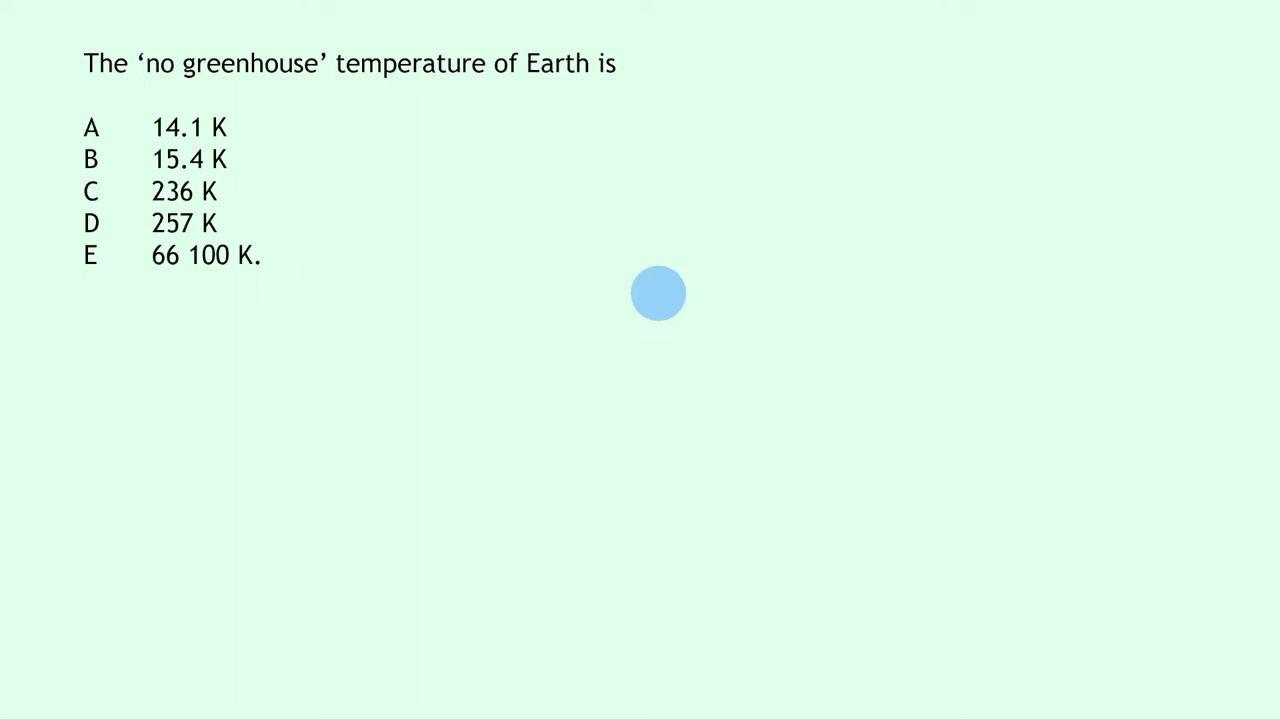 The ‘no greenhouse’ temperature of Earth is
A 14.1 K
B 15.4 K
C 236 K
D 257 K
E 66 100 K.